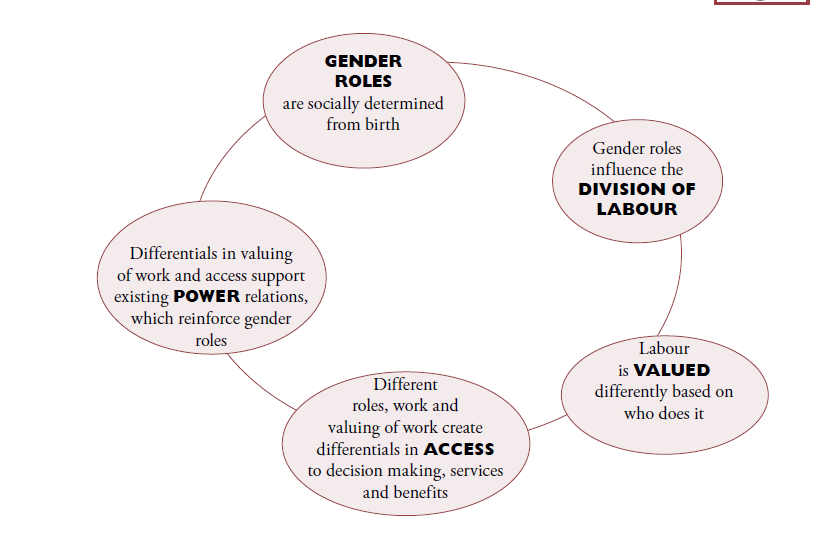 GENDER
ROLES
are socially determined
from birth
Gender roles
influence the
DIVISION OF
LABOUR
Labour
is VALUED
differently based on
who does it
Different
roles, work and
valuing of work create
differentials in ACCESS
to decision making, services
and benefits
Differentials in valuing
of work and access support
existing POWER relations,
which reinforce gender
roles